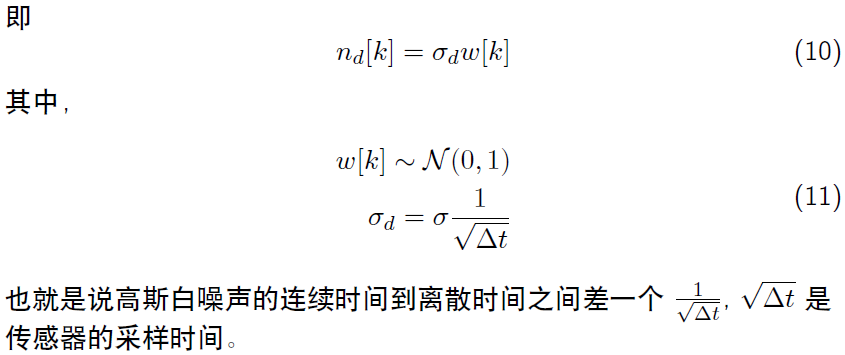 即
n_d[k] = σ_d w[k] (10)
其中,
w[k] ∼ 𝒩(0, 1)
σ_d = σ 1/√Δt (11)
也就是说高斯白噪声的连续时间到离散时间之间差一个 1/√Δt, √Δt 是
传感器的采样时间。